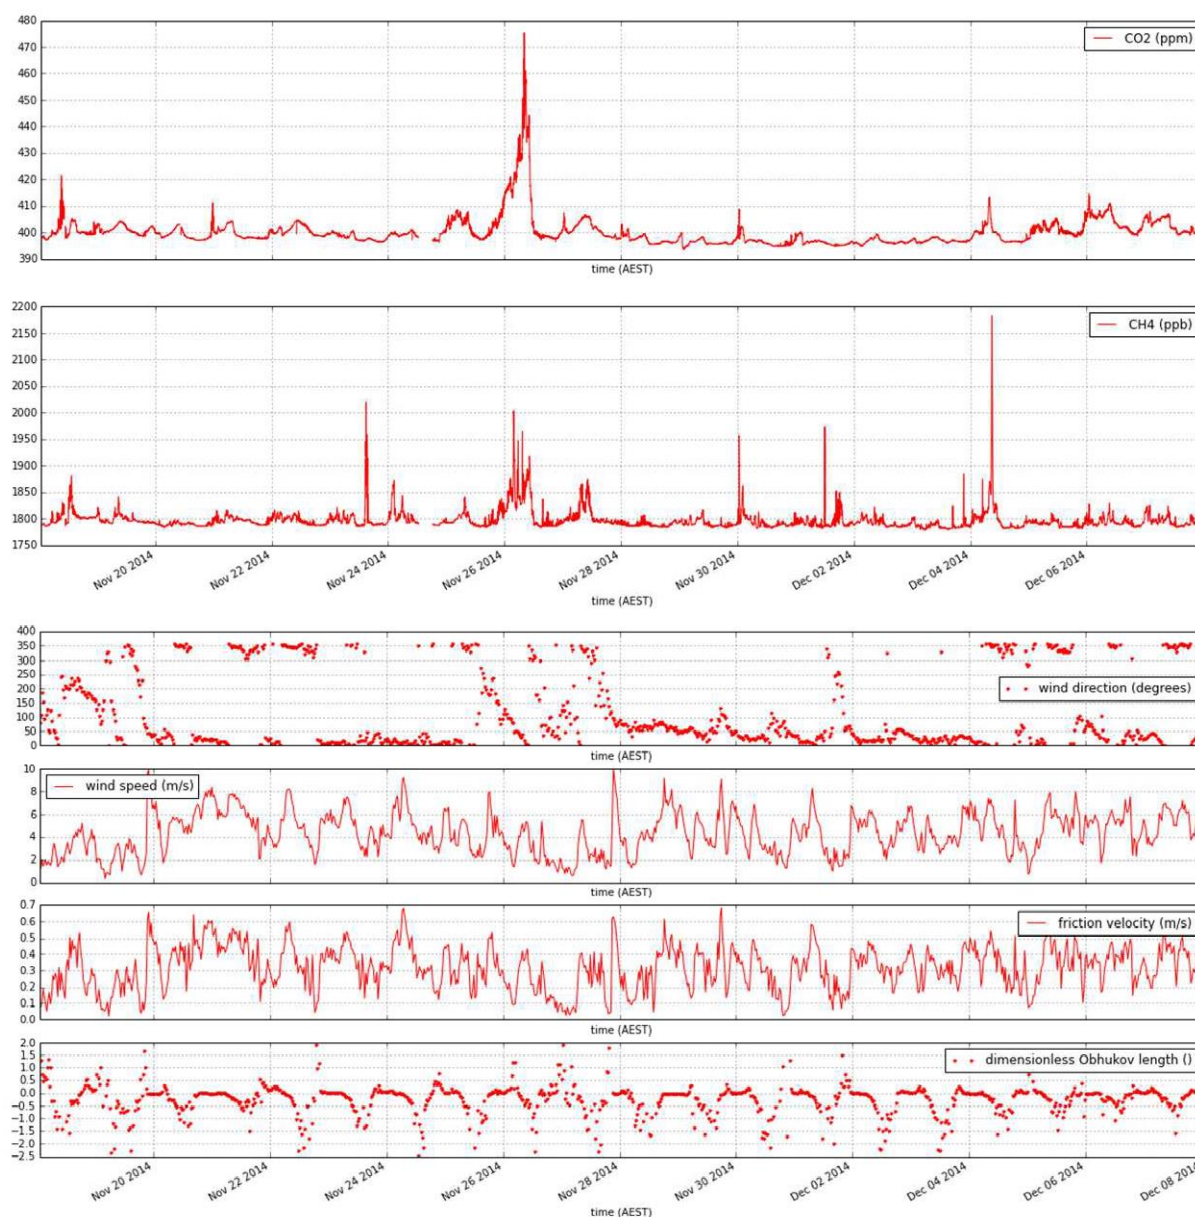 480
470
460
450
440
430
420
410
400
390
CO2 (ppm)
time (AEST)
2200
2150
2100
2050
2000
1950
1900
1850
1800
1750
CH4 (ppb)
Nov 20 2014
Nov 22 2014
Nov 24 2014
Nov 26 2014
Nov 28 2014
Nov 30 2014
Dec 02 2014
Dec 04 2014
Dec 06 2014
time (AEST)
400
350
300
250
200
150
100
50
0
wind direction (degrees)
time (AEST)
10
8
6
4
2
0
wind speed (m/s)
time (AEST)
0.7
0.6
0.5
0.4
0.3
0.2
0.1
0.0
friction velocity (m/s)
time (AEST)
2.0
1.5
1.0
0.5
0.0
−0.5
−1.0
−1.5
−2.0
−2.5
dimensionless Obhukov length ()
Nov 20 2014
Nov 22 2014
Nov 24 2014
Nov 26 2014
Nov 28 2014
Nov 30 2014
Dec 02 2014
Dec 04 2014
Dec 06 2014
Dec 08 2014
time (AEST)